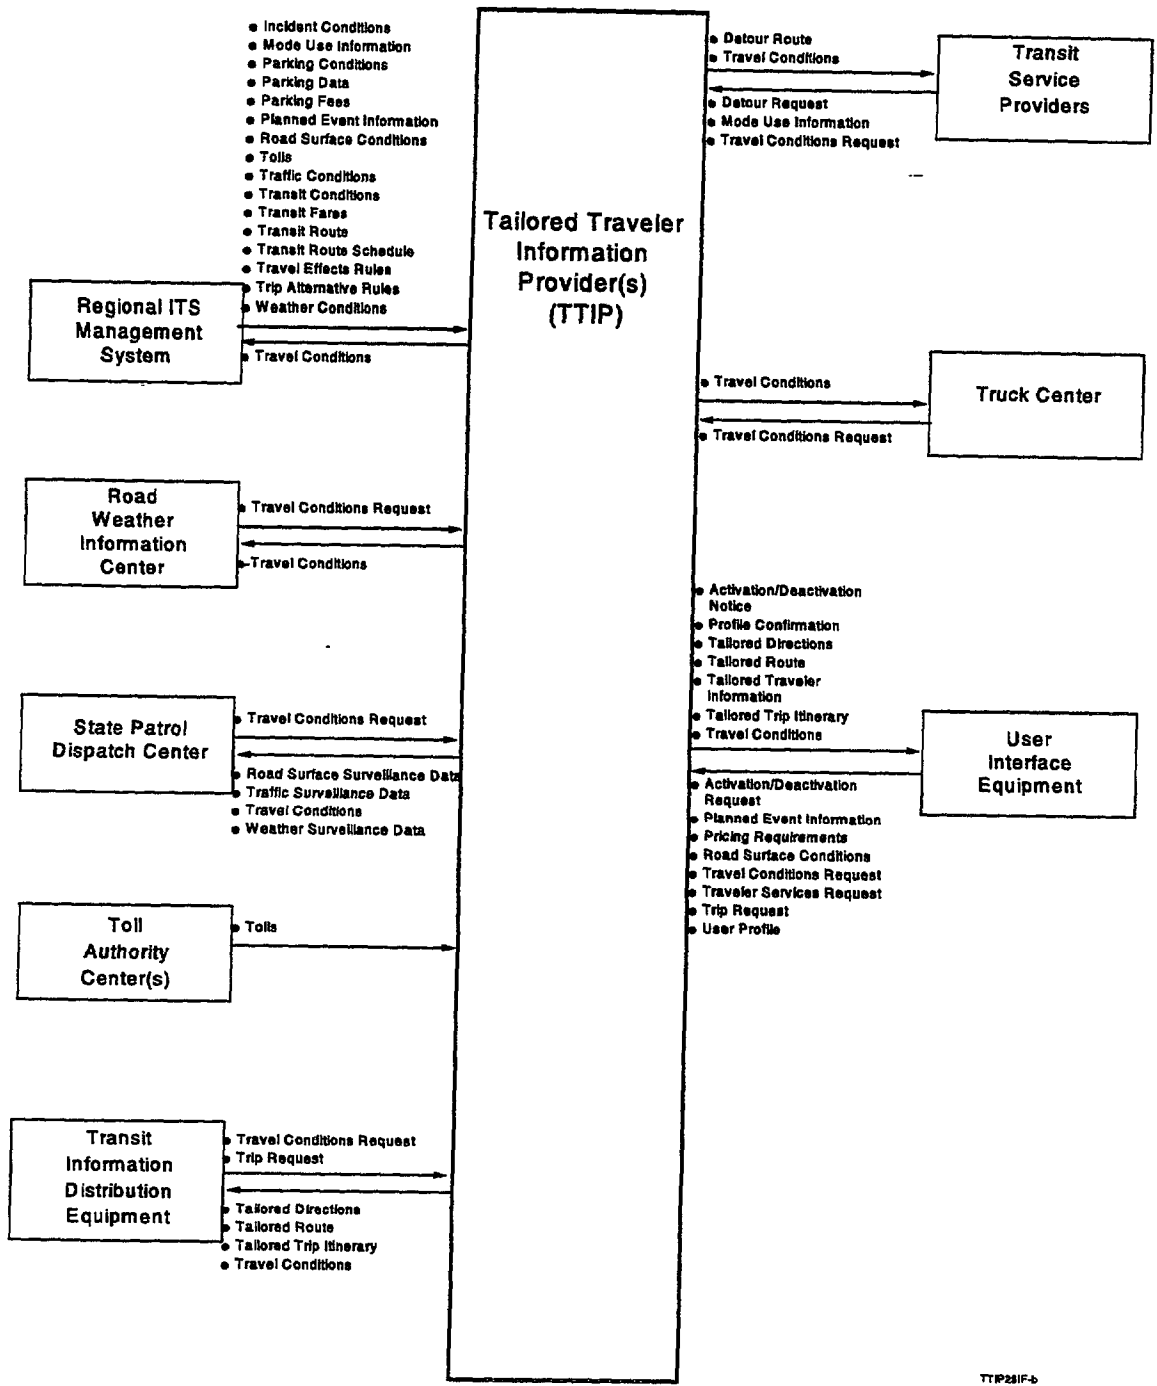 ● Incident Conditions
● Mode Use Information
● Parking Conditions
● Parking Data
● Parking Fees
● Planned Event Information
● Road Surface Conditions
● Tolls
● Traffic Conditions
● Transit Conditions
● Transit Fares
● Transit Route
● Transit Route Schedule
● Travel Effects Rules
● Trip Alternative Rules
● Weather Conditions
Regional ITS
Management
System
● Travel Conditions
Road
Weather
Information
Center
● Travel Conditions Request
● Travel Conditions
State Patrol
Dispatch Center
● Travel Conditions Request
● Road Surface Surveillance Data
● Traffic Surveillance Data
● Travel Conditions
● Weather Surveillance Data
Toll
Authority
Center(s)
● Tolls
Transit
Information
Distribution
Equipment
● Travel Conditions Request
● Trip Request
● Tailored Directions
● Tailored Route
● Tailored Trip Itinerary
● Travel Conditions
Tailored Traveler
Information
Provider(s)
(TTIP)
● Detour Route
● Travel Conditions
● Detour Request
● Mode Use Information
● Travel Conditions Request
Transit
Service
Providers
● Travel Conditions
● Travel Conditions Request
Truck Center
● Activation/Deactivation
Notice
● Profile Confirmation
● Tailored Directions
● Tailored Route
● Tailored Traveler
Information
● Tailored Trip Itinerary
● Travel Conditions
● Activation/Deactivation
Request
● Planned Event Information
● Pricing Requirements
● Road Surface Conditions
● Travel Conditions Request
● Traveler Services Request
● Trip Request
● User Profile
User
Interface
Equipment
TTIP28IF-b